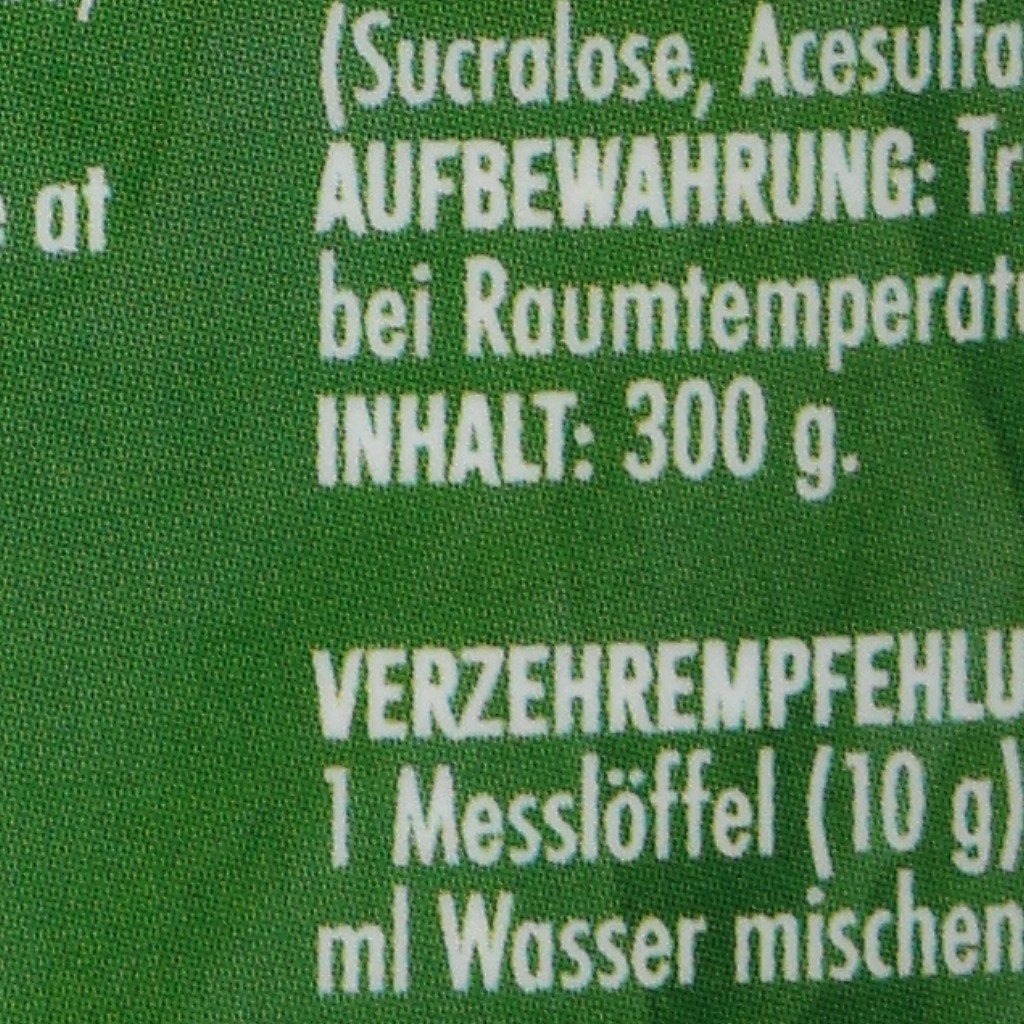 (Sucralose, Acesulfa
AUFBEWAHRUNG: Tr
bei Raumtemperat
INHALT: 300 g.
VERZEHREMPFEHLU
1 Messlöffel (10 g)
ml Wasser mischen
at